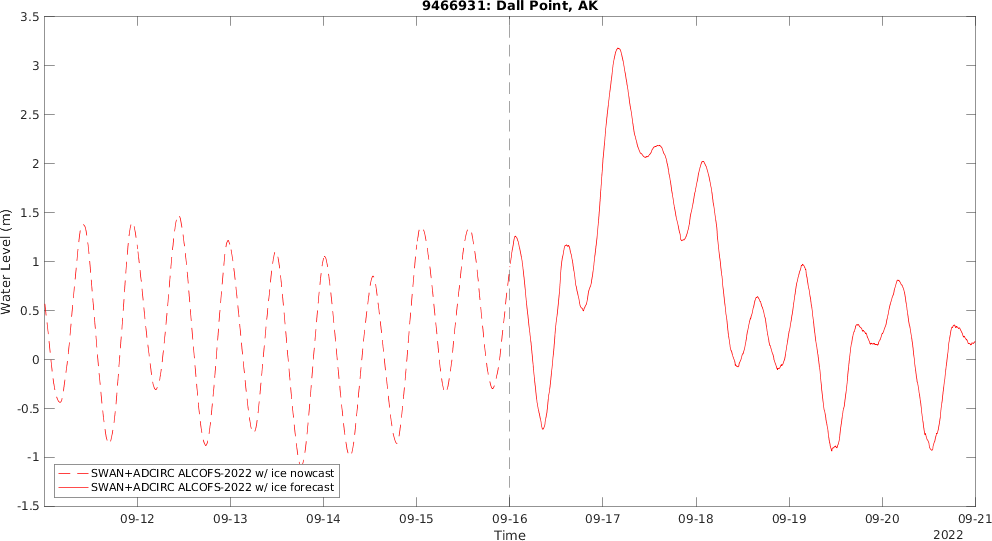 9466931: Dall Point, AK
3.5
3
2.5
2
1.5
1
0.5
0
-0.5
-1
-1.5
Water Level (m)
SWAN+ADCIRC ALCOFS-2022 w/ ice nowcast
SWAN+ADCIRC ALCOFS-2022 w/ ice forecast
09-12 09-13 09-14 09-15 09-16 09-17 09-18 09-19 09-20 09-21
Time
2022